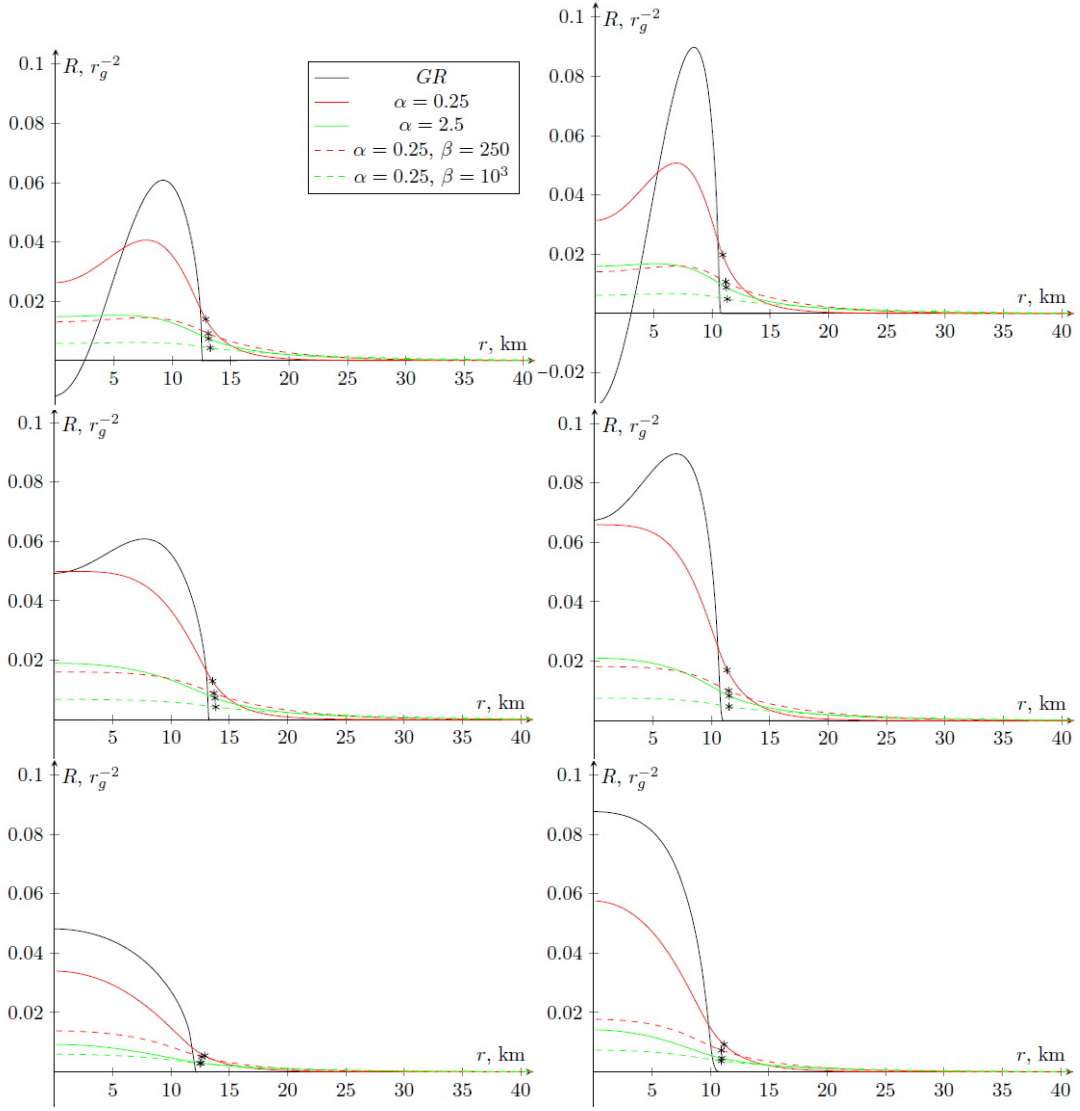 R, r_g^{-2}
0.1
0.08
0.06
0.04
0.02
5 10 15 20 25 30 35 40
r, km
GR
α = 0.25
α = 2.5
α = 0.25, β = 250
α = 0.25, β = 10^3
R, r_g^{-2}
0.1
0.08
0.06
0.04
0.02
−0.02
5 10 15 20 25 30 35 40
r, km
R, r_g^{-2}
0.1
0.08
0.06
0.04
0.02
5 10 15 20 25 30 35 40
r, km
R, r_g^{-2}
0.1
0.08
0.06
0.04
0.02
5 10 15 20 25 30 35 40
r, km
R, r_g^{-2}
0.1
0.08
0.06
0.04
0.02
5 10 15 20 25 30 35 40
r, km
R, r_g^{-2}
0.1
0.08
0.06
0.04
0.02
5 10 15 20 25 30 35 40
r, km